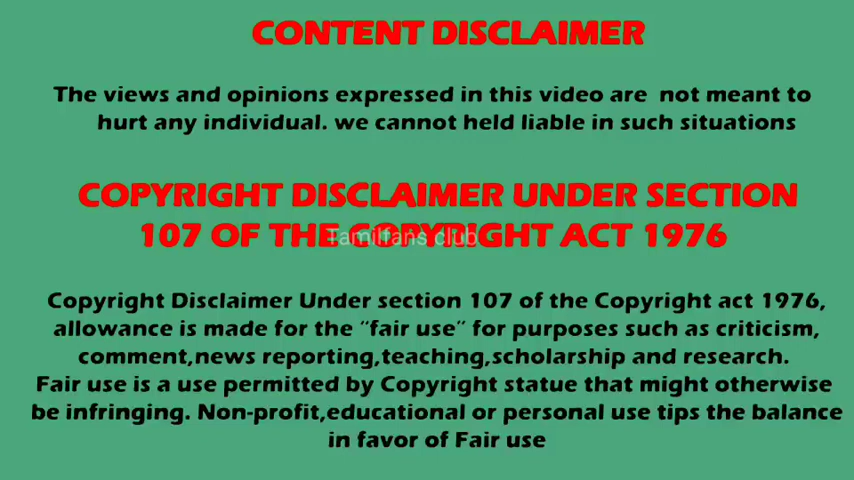 CONTENT DISCLAIMER
The views and opinions expressed in this video are not meant to
hurt any individual. we cannot held liable in such situations
COPYRIGHT DISCLAIMER UNDER SECTION
107 OF THE COPYRIGHT ACT 1976
Tamilfans club
Copyright Disclaimer Under section 107 of the Copyright act 1976,
allowance is made for the “fair use” for purposes such as criticism,
comment,news reporting,teaching,scholarship and research.
Fair use is a use permitted by Copyright statue that might otherwise
be infringing. Non-profit,educational or personal use tips the balance
in favor of Fair use